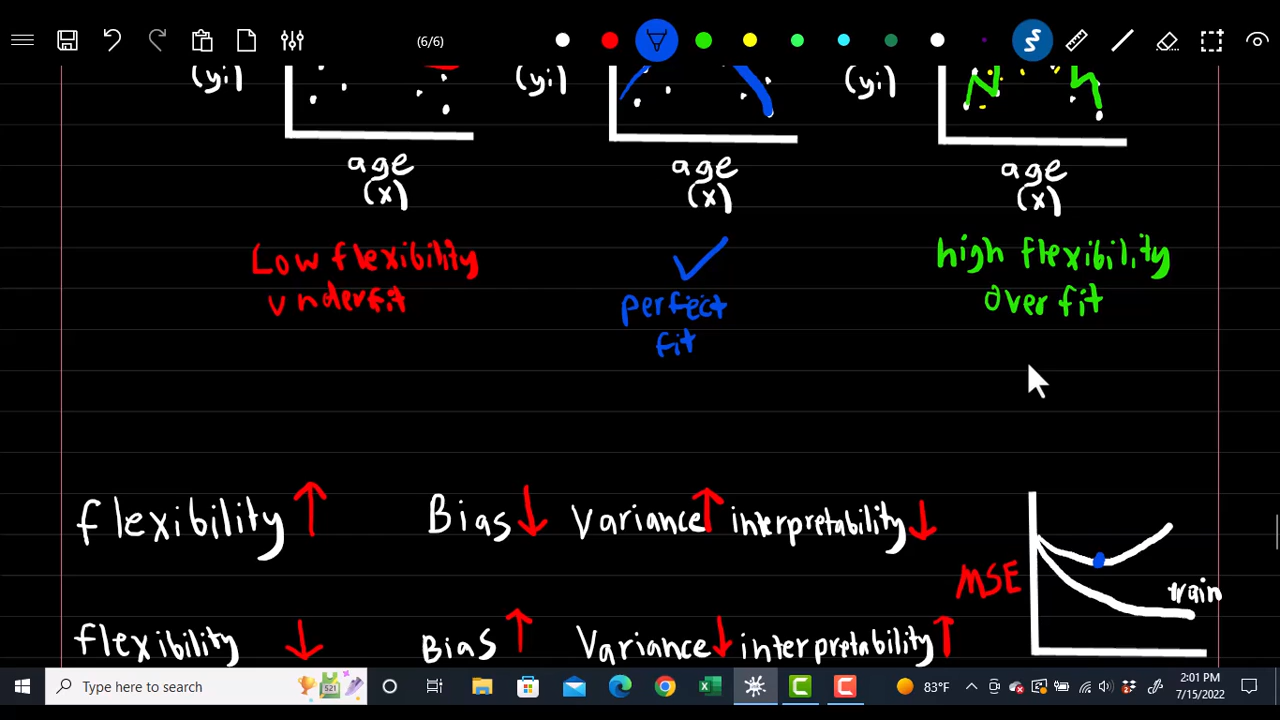 (6/6)
(yi) (yi) (yi)
age age age
(x) (x) (x)
Low flexibility
underfit
perfect
fit
high flexibility
Over fit
flexibility ↑ Bias ↓ Variance ↑ interpretability ↓
MSE
train
flexibility ↓ Bias ↑ Variance ↓ interpretability ↑
Type here to search
521
83°F
2:01 PM
7/15/2022